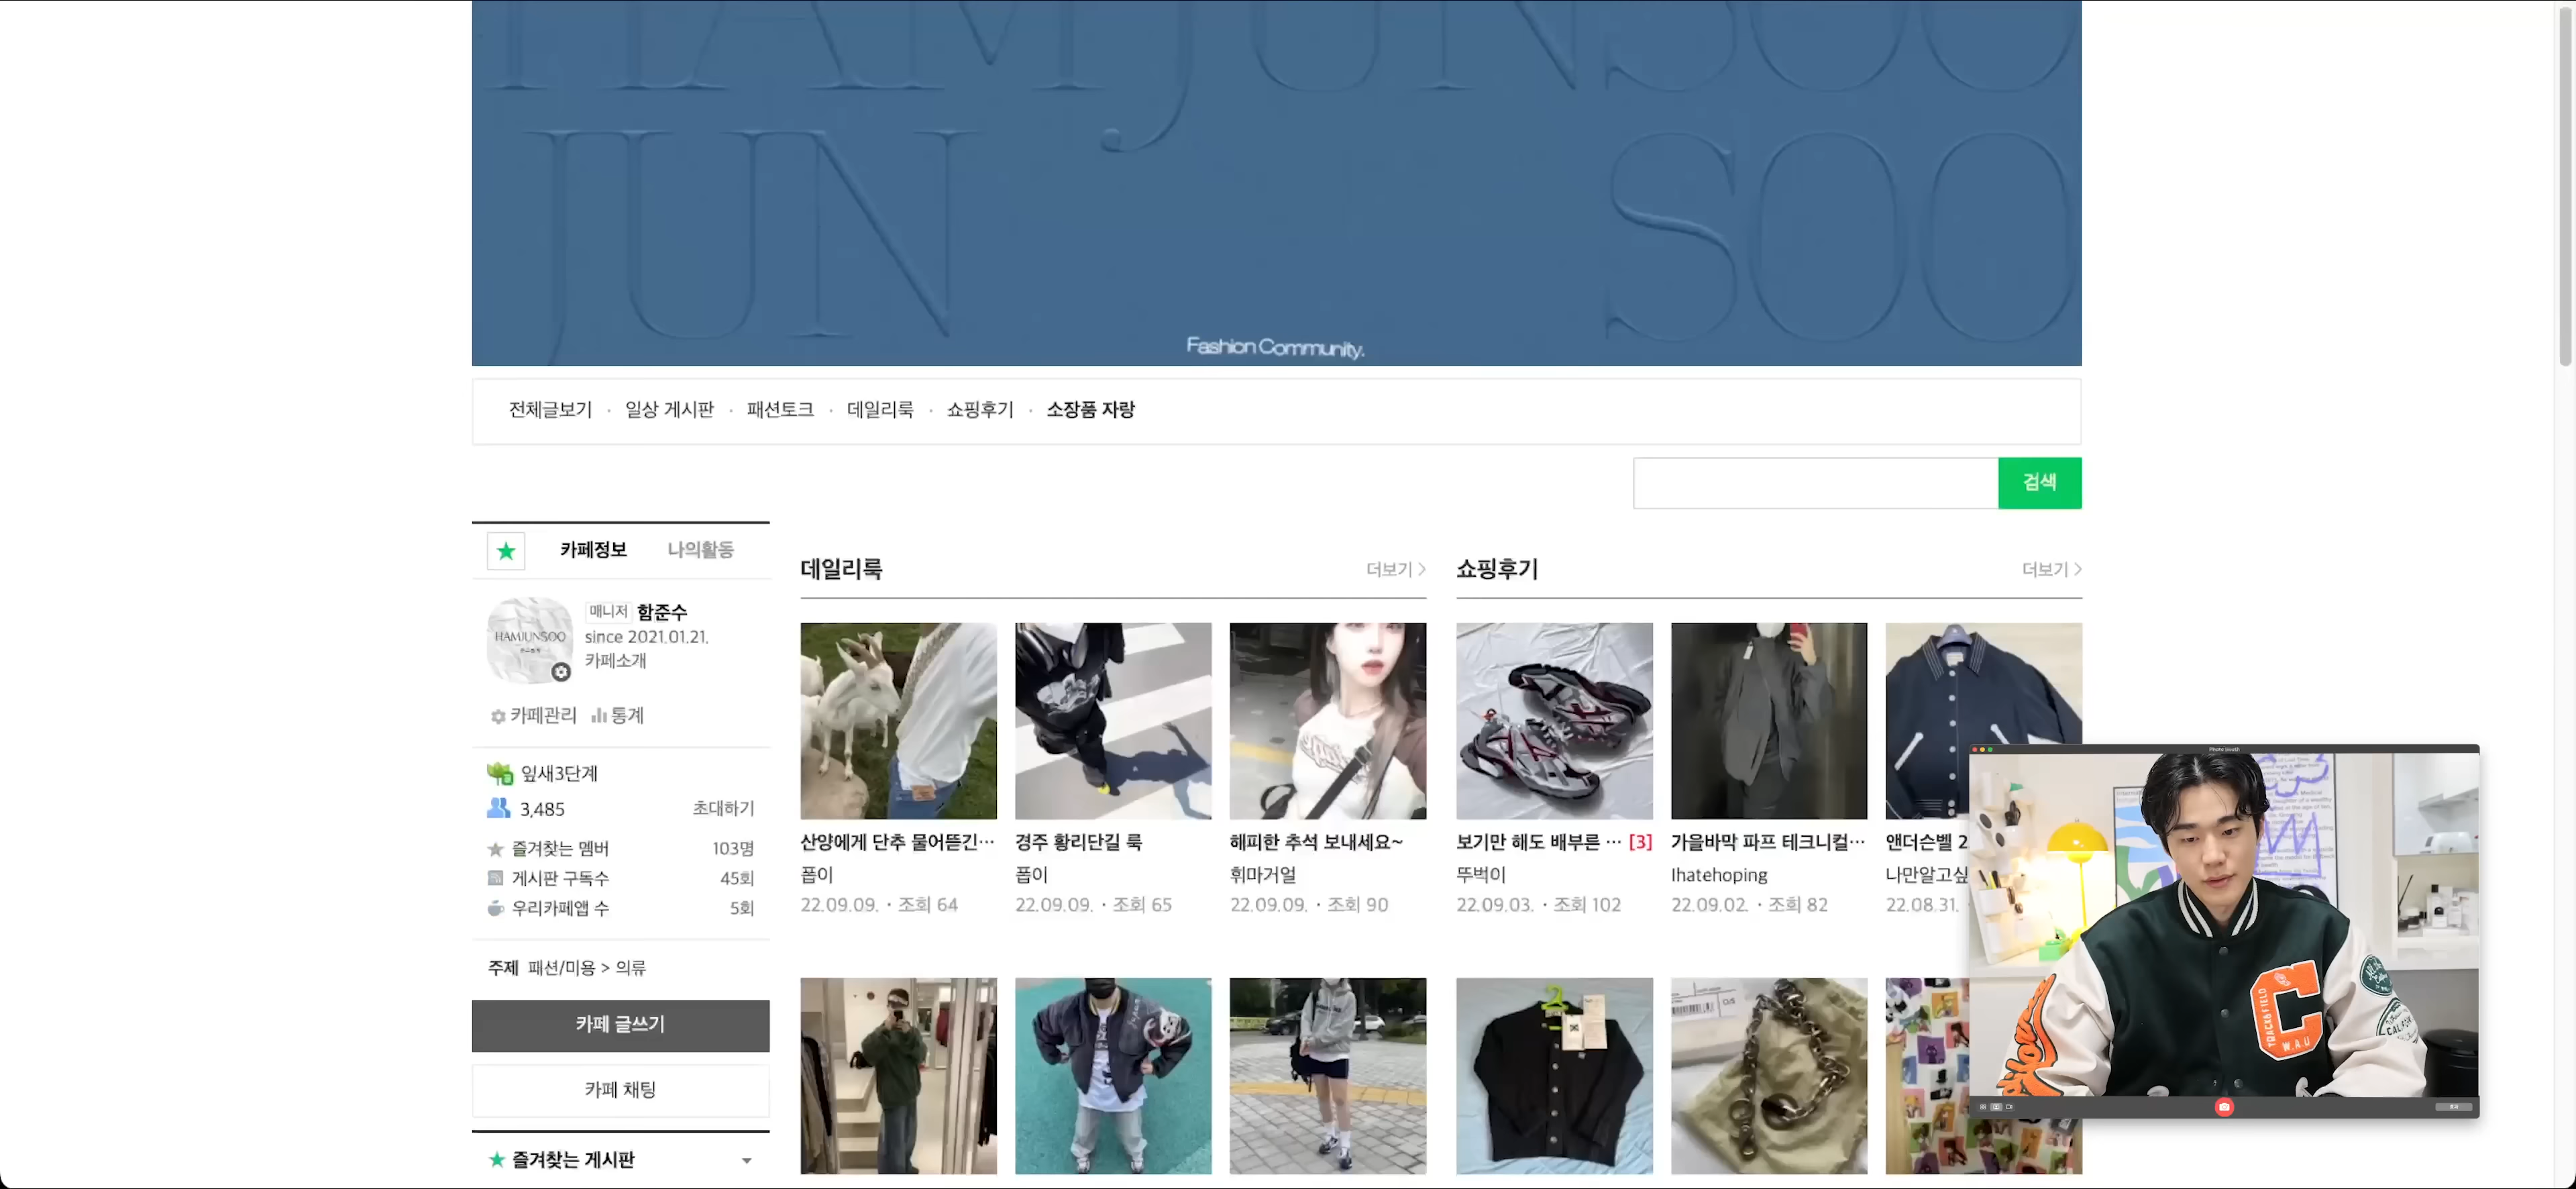 HAMJUNSOO
JUN SOO
Fashion Community.
전체글보기 · 일상 게시판 · 패션토크 · 데일리룩 · 쇼핑후기 · 소장품 자랑
검색
카페정보 나의활동
HAMJUNSOO
매니저 함준수
since 2021.01.21.
카페소개
카페관리 통계
잎새3단계
3,485 초대하기
즐겨찾는 멤버 103명
게시판 구독수 45회
우리카페앱 수 5회
주제 패션/미용 > 의류
카페 글쓰기
카페 채팅
즐겨찾는 게시판
데일리룩 더보기 >
산양에게 단추 물어뜯긴···
폽이
22.09.09. · 조회 64
경주 황리단길 룩
폽이
22.09.09. · 조회 65
해피한 추석 보내세요~
휘마거얼
22.09.09. · 조회 90
쇼핑후기 더보기 >
보기만 해도 배부른 ··· [3]
뚜벅이
22.09.03. · 조회 102
가을바막 파프 테크니컬···
Ihatehoping
22.09.02. · 조회 82
앤더슨벨 2
나만알고싶
22.08.31.
Photo Booth
C
TRACK&FIELD
W.A.U